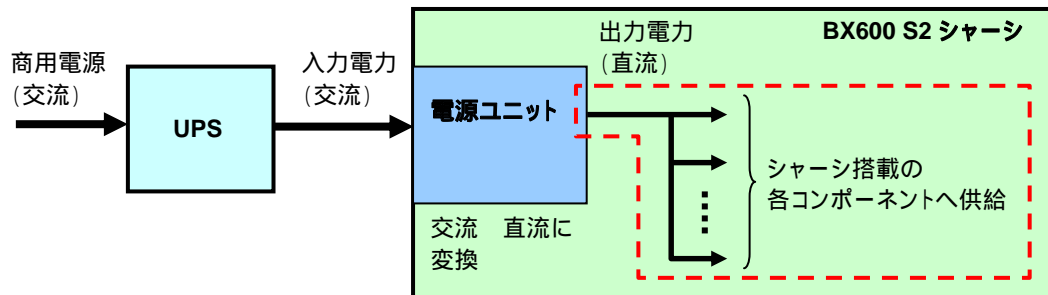 商用電源
(交流)
UPS
入力電力
(交流)
電源ユニット
交流　直流に
変換
出力電力
(直流)
BX600 S2 シャーシ
シャーシ搭載の
各コンポーネントへ供給